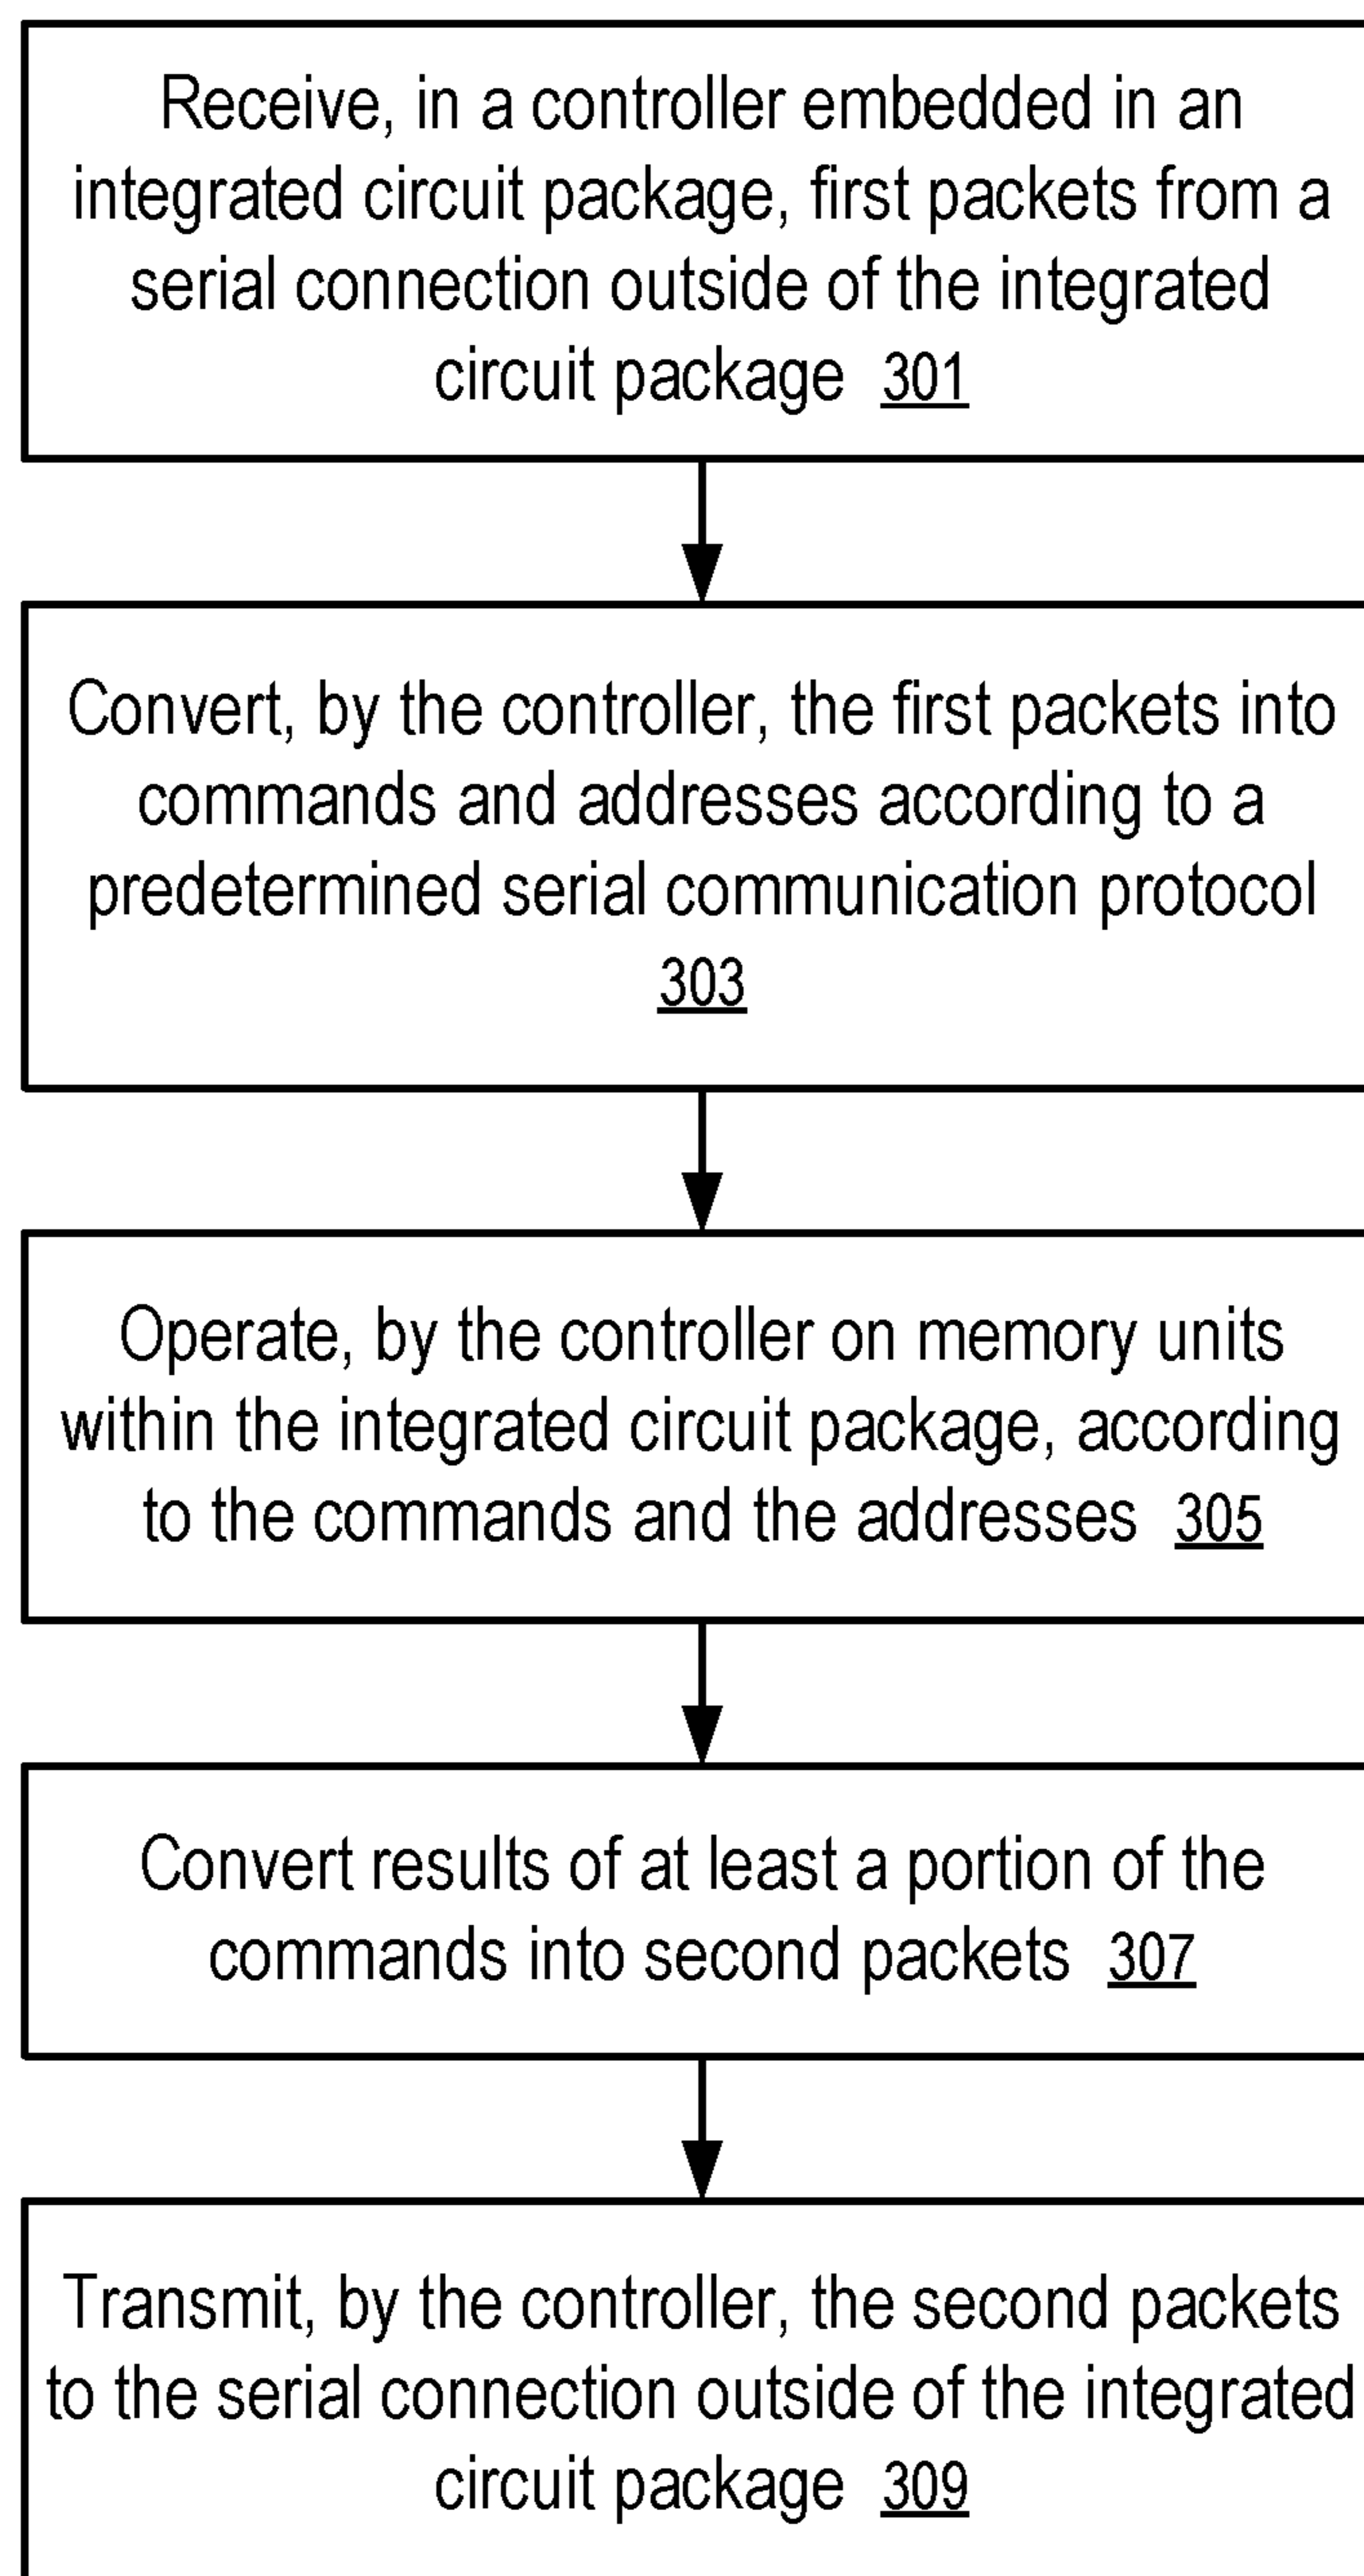 Receive, in a controller embedded in an
integrated circuit package, first packets from a
serial connection outside of the integrated
circuit package 301
Convert, by the controller, the first packets into
commands and addresses according to a
predetermined serial communication protocol
303
Operate, by the controller on memory units
within the integrated circuit package, according
to the commands and the addresses 305
Convert results of at least a portion of the
commands into second packets 307
Transmit, by the controller, the second packets
to the serial connection outside of the integrated
circuit package 309